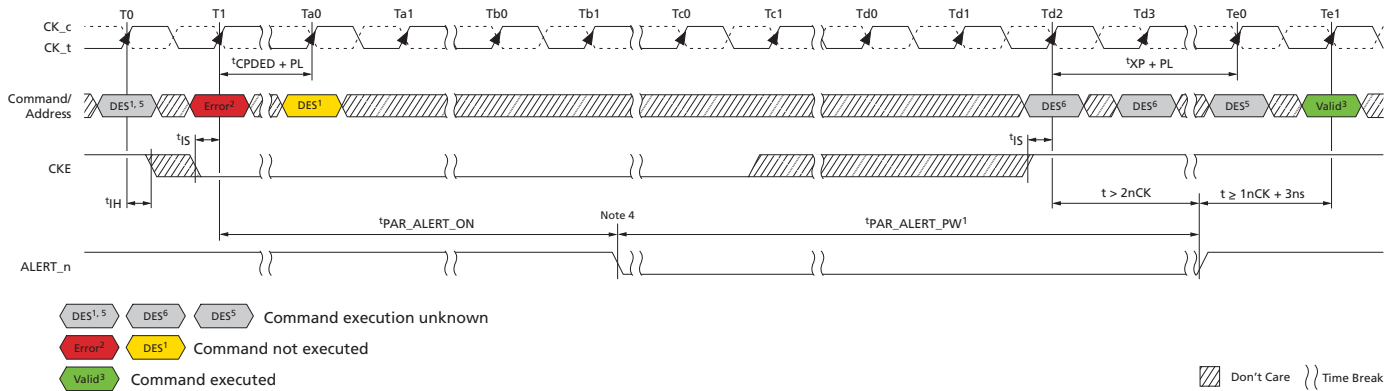 T0 T1 Ta0 Ta1 Tb0 Tb1 Tc0 Tc1 Td0 Td1 Td2 Td3 Te0 Te1
CK_c
CK_t
tCPDED + PL
tXP + PL
Command/
Address
DES1, 5
Error2
DES1
DES6
DES6
DES5
Valid3
tIS
tIS
CKE
tIH
t > 2nCK
t ≥ 1nCK + 3ns
tPAR_ALERT_ON
Note 4
tPAR_ALERT_PW1
ALERT_n
DES1, 5 DES6 DES5 Command execution unknown
Error2 DES1 Command not executed
Valid3 Command executed
Don't Care Time Break